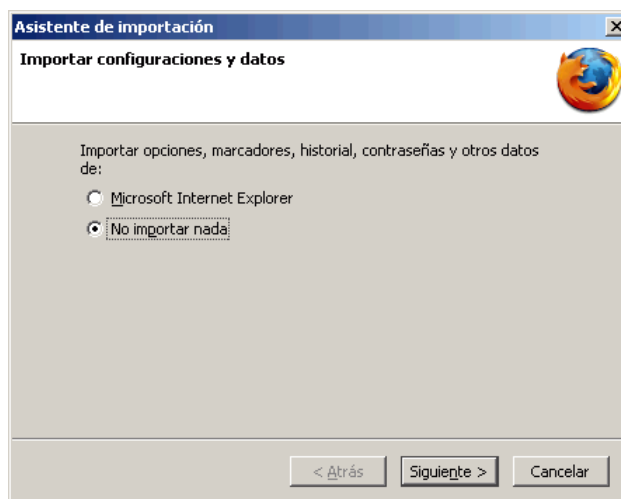 Asistente de importación
Importar configuraciones y datos
Importar opciones, marcadores, historial, contraseñas y otros datos
de:
Microsoft Internet Explorer
No importar nada
< Atrás Siguiente > Cancelar